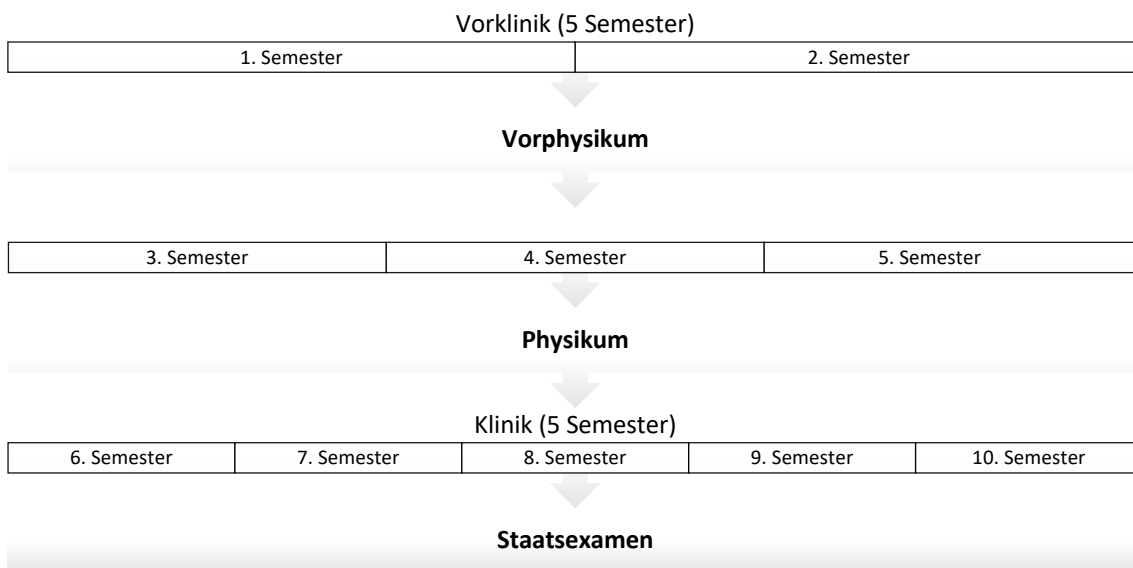 Vorklinik (5 Semester)
1. Semester 2. Semester
Vorphysikum
3. Semester 4. Semester 5. Semester
Physikum
Klinik (5 Semester)
6. Semester 7. Semester 8. Semester 9. Semester 10. Semester
Staatsexamen